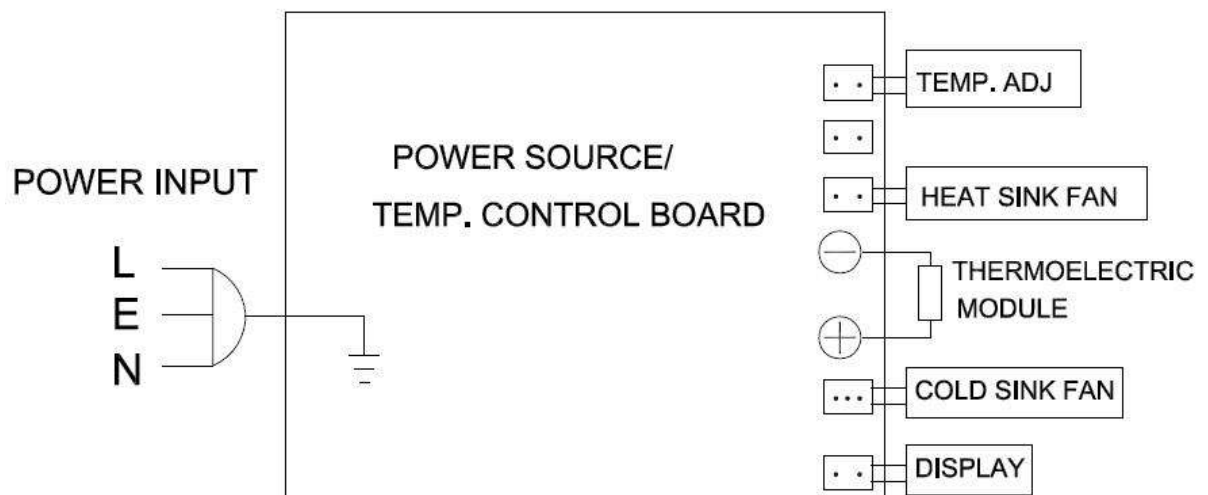 POWER INPUT
L
E
N
POWER SOURCE/
TEMP. CONTROL BOARD
TEMP. ADJ
HEAT SINK FAN
THERMOELECTRIC
MODULE
COLD SINK FAN
DISPLAY